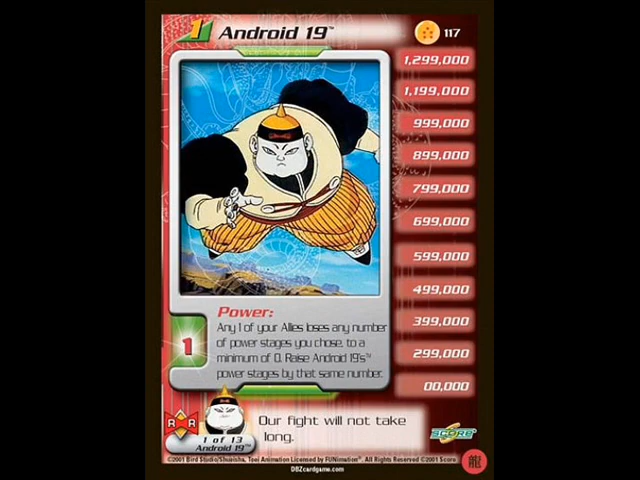 1 Android 19™ 117
1,299,000
1,199,000
999,000
899,000
799,000
699,000
599,000
499,000
399,000
299,000
00,000
Power:
Any 1 of your Allies loses any number
of power stages you chose, to a
minimum of 0. Raise Android 19's™
power stages by that same number.
1
Our fight will not take
long.
R R
1 of 13
Android 19™
SCORE
©2001 Bird Studio/Shueisha, Toei Animation Licensed by FUNimation®. All Rights Reserved ©2001 Score
DBZcardgame.com